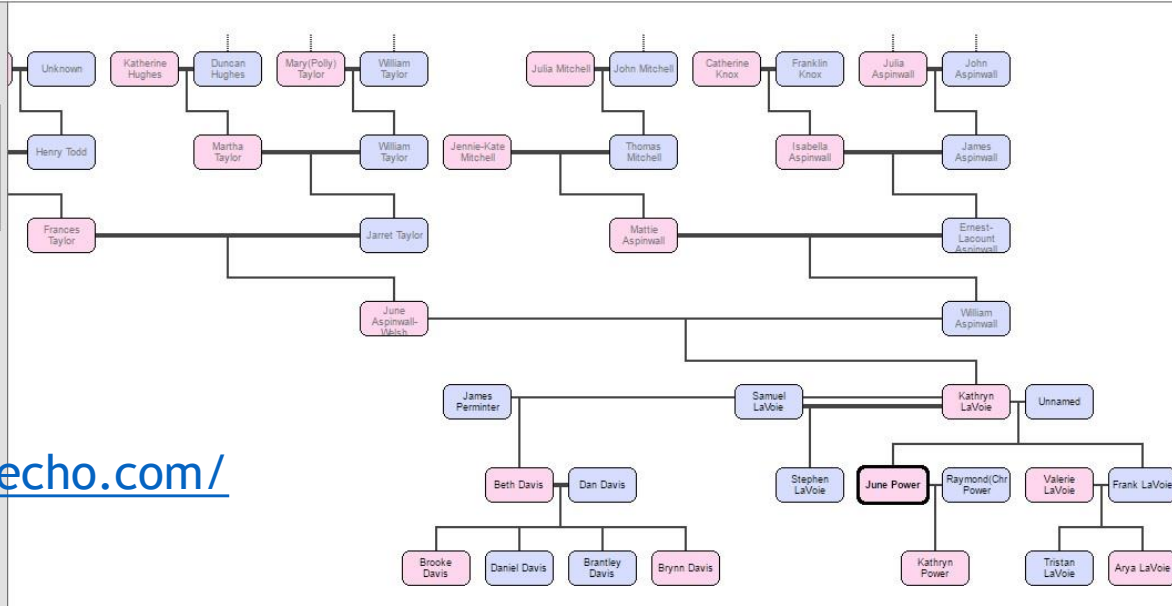 Unknown
Katherine
Hughes
Duncan
Hughes
Mary(Polly)
Taylor
William
Taylor
Julia Mitchell
John Mitchell
Catherine
Knox
Franklin
Knox
Julia
Aspinwall
John
Aspinwall
Henry Todd
Martha
Taylor
William
Taylor
Jennie-Kate
Mitchell
Thomas
Mitchell
Isabella
Aspinwall
James
Aspinwall
Frances
Taylor
Jarret Taylor
Mattie
Aspinwall
Ernest-
Lacount
Aspinwall
June
Aspinwall-
Welsh
William
Aspinwall
James
Perminter
Samuel
LaVoie
Kathryn
LaVoie
Unnamed
echo.com/
Beth Davis
Dan Davis
Stephen
LaVoie
June Power
Raymond(Chr
Power
Valerie
LaVoie
Frank LaVoie
Brooke
Davis
Daniel Davis
Brantley
Davis
Brynn Davis
Kathryn
Power
Tristan
LaVoie
Arya LaVoie